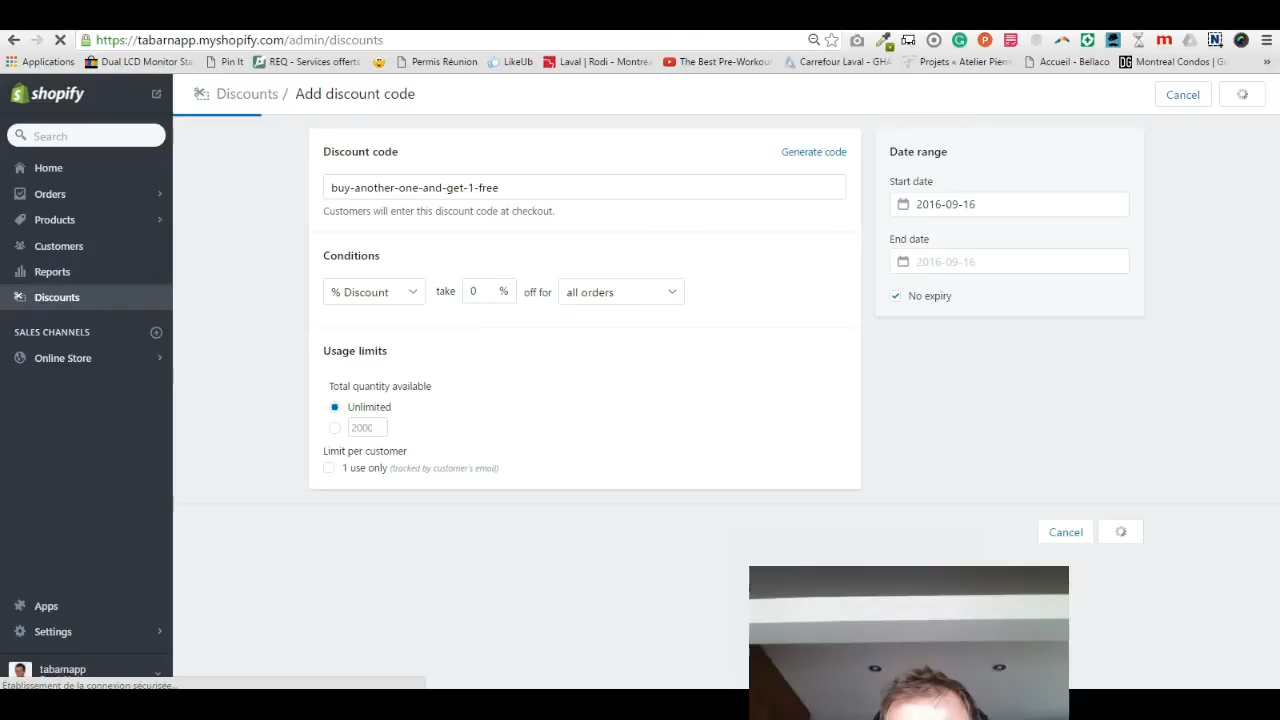 https://tabarnapp.myshopify.com/admin/discounts
Applications Dual LCD Monitor Sta Pin It REQ - Services offerts Permis Réunion LikeUb Laval | Rodi - Montréa The Best Pre-Workou Carrefour Laval - GHA Projets « Atelier Pierr Accueil - Bellaco Montreal Condos | Gr »
shopify
Discounts / Add discount code
Cancel
Search
Home
Orders
Products
Customers
Reports
Discounts
SALES CHANNELS
Online Store
Apps
Settings
tabarnapp
Etablissement de la connexion sécurisée...
Discount code
Generate code
buy-another-one-and-get-1-free
Customers will enter this discount code at checkout.
Conditions
% Discount take 0 % off for all orders
Usage limits
Total quantity available
Unlimited
2000
Limit per customer
1 use only (tracked by customer's email)
Date range
Start date
2016-09-16
End date
2016-09-16
No expiry
Cancel